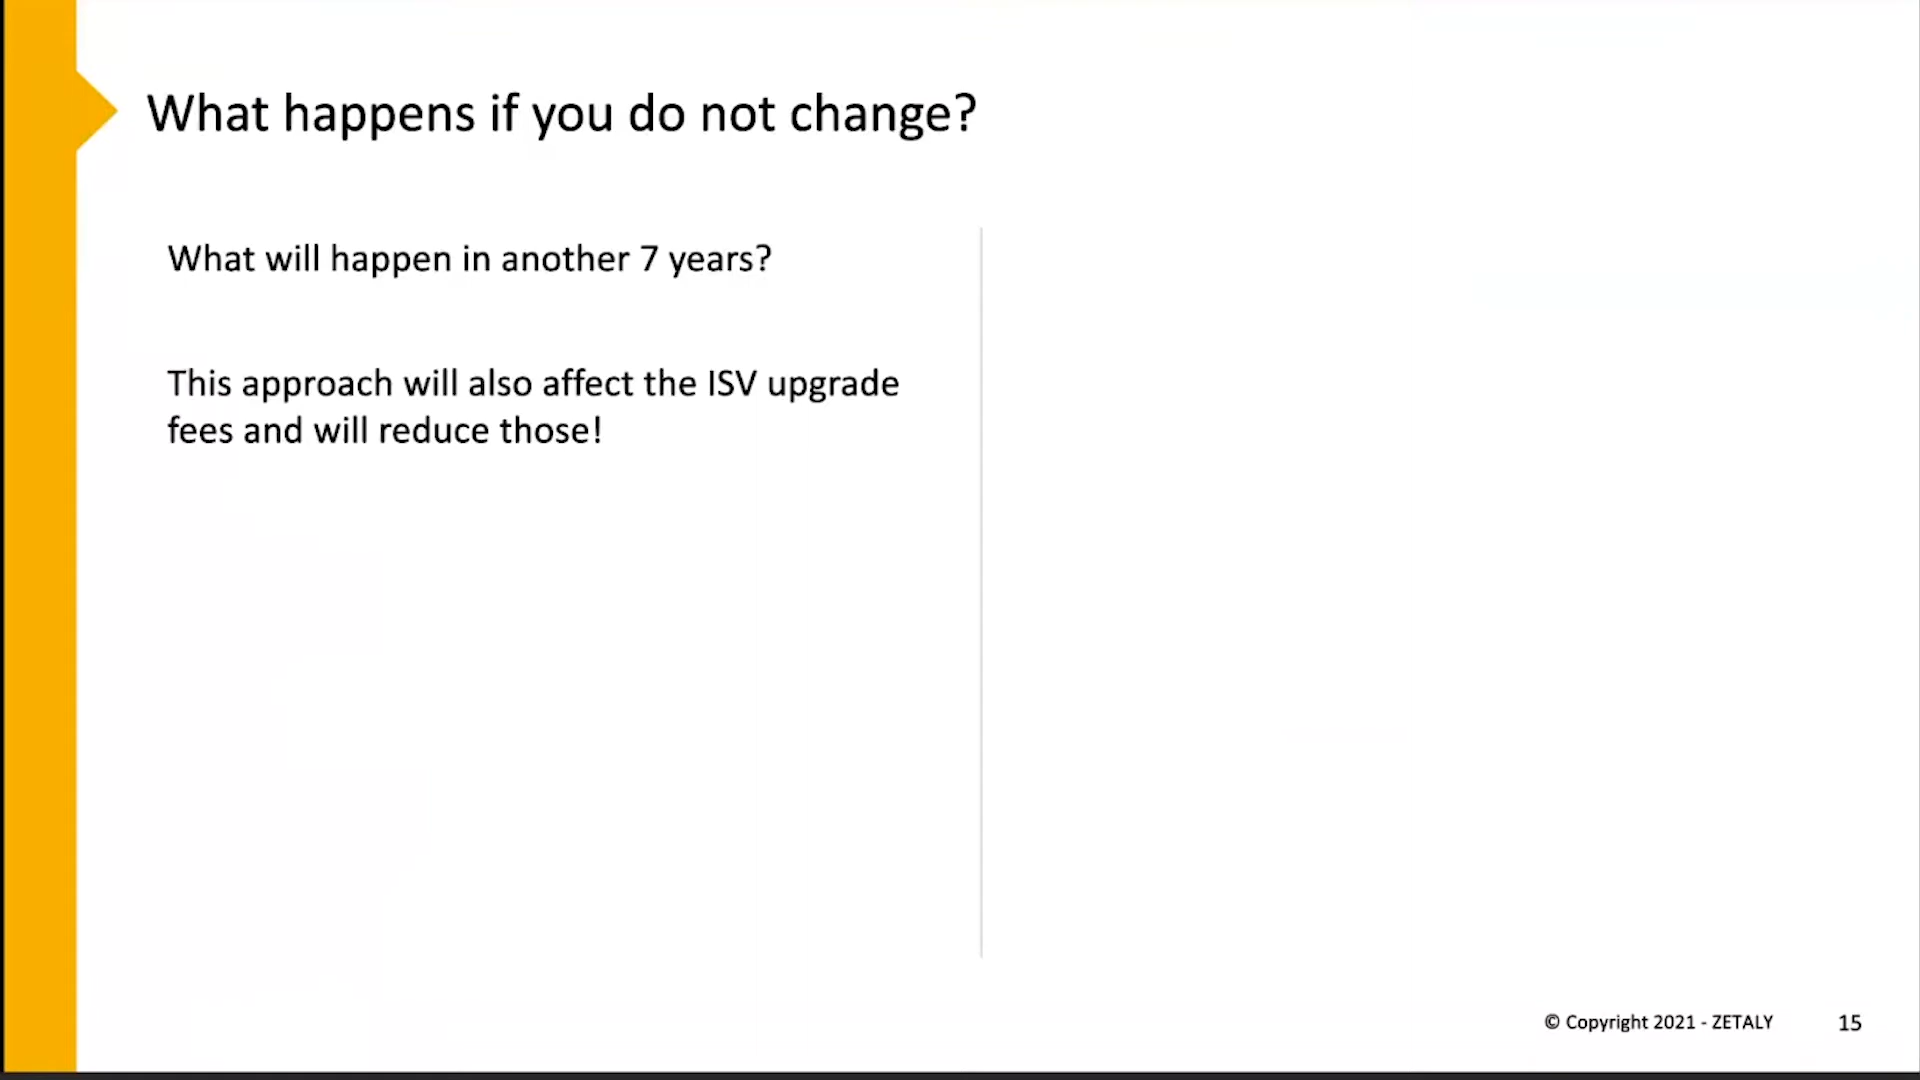 What happens if you do not change?
What will happen in another 7 years?
This approach will also affect the ISV upgrade
fees and will reduce those!
© Copyright 2021 - ZETALY
15